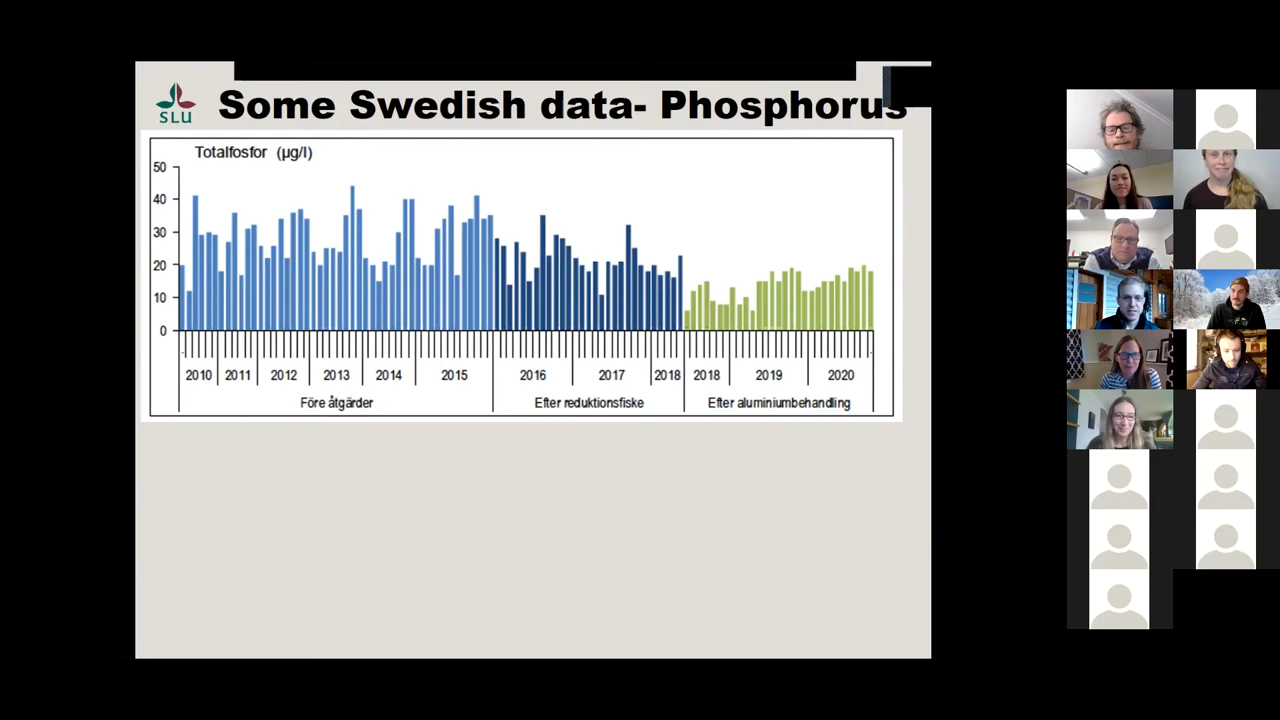 SLU
Some Swedish data- Phosphorus
Totalfosfor (µg/l)
50
40
30
20
10
0
2010 2011 2012 2013 2014 2015 2016 2017 2018 2018 2019 2020
Före åtgärder Efter reduktionsfiske Efter aluminiumbehandling